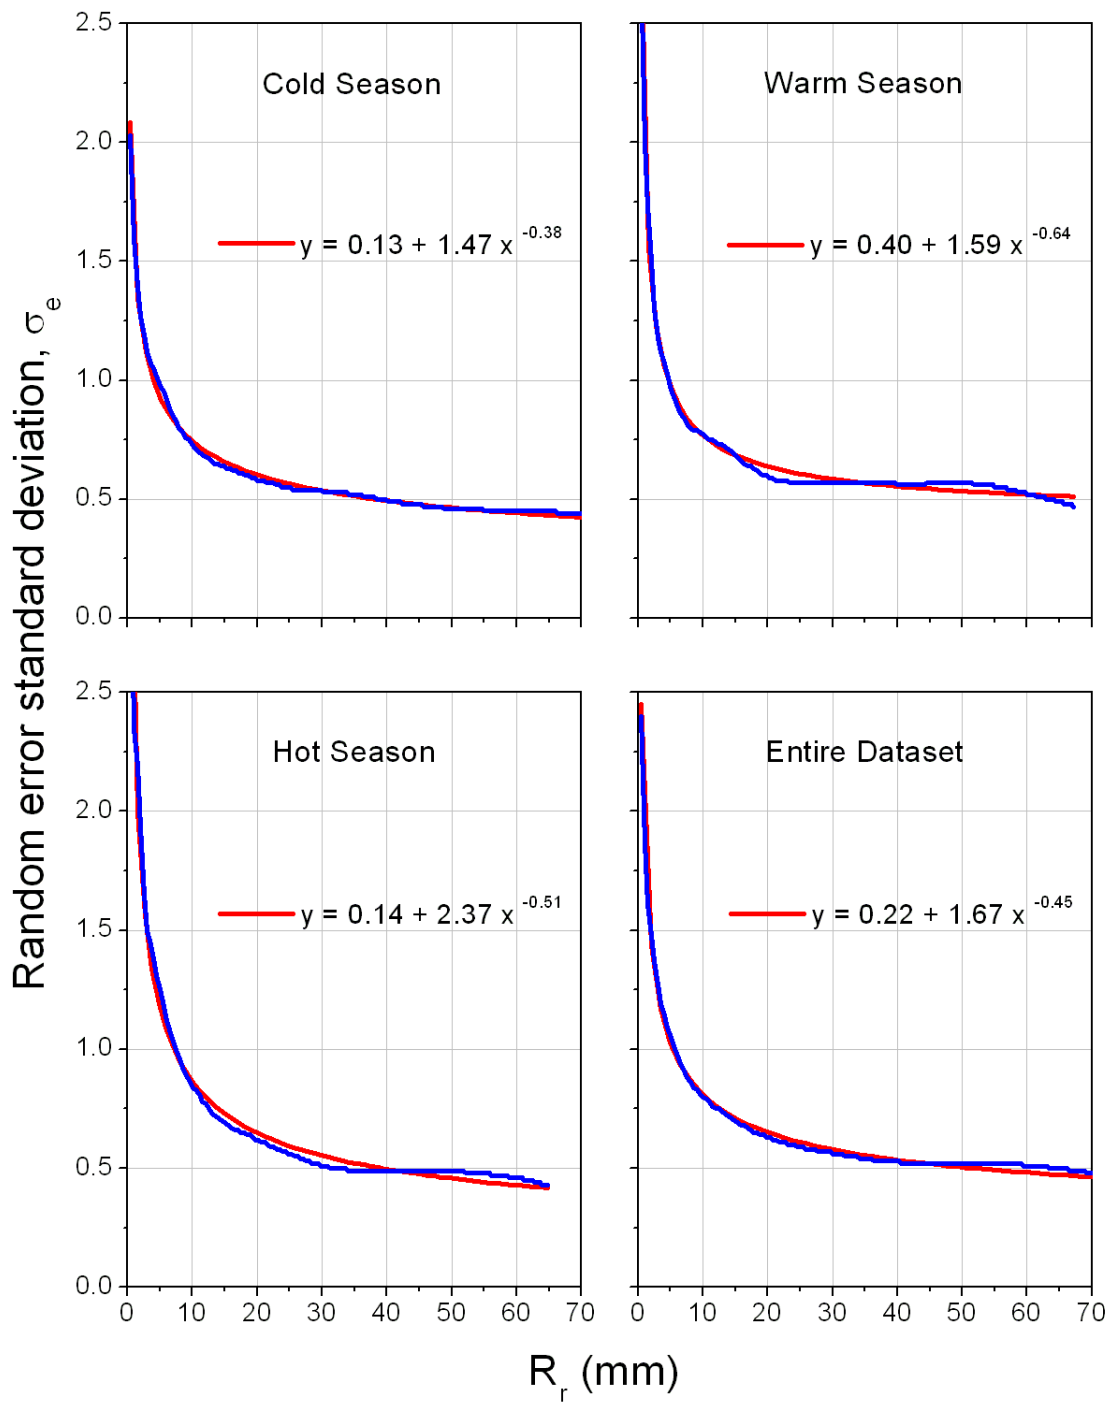 Random error standard deviation, σe
2.5
2.0
1.5
1.0
0.5
0.0
Cold Season
y = 0.13 + 1.47 x -0.38
Warm Season
y = 0.40 + 1.59 x -0.64
2.5
2.0
1.5
1.0
0.5
0.0
Hot Season
y = 0.14 + 2.37 x -0.51
0 10 20 30 40 50 60 70
Entire Dataset
y = 0.22 + 1.67 x -0.45
0 10 20 30 40 50 60 70
Rr (mm)